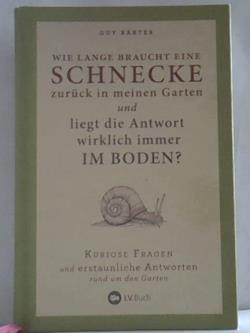 GUY BARTER
WIE LANGE BRAUCHT EINE
SCHNECKE
zurück in meinen Garten
und
liegt die Antwort
wirklich immer
IM BODEN?
KURIOSE FRAGEN
und erstaunliche Antworten
rund um den Garten
LV.Buch